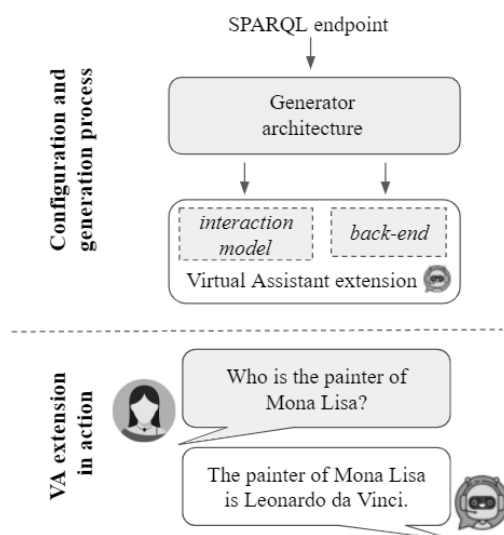 SPARQL endpoint
Configuration and
generation process
Generator
architecture
interaction
model
back-end
Virtual Assistant extension
VA extension
in action
Who is the painter of
Mona Lisa?
The painter of Mona Lisa
is Leonardo da Vinci.